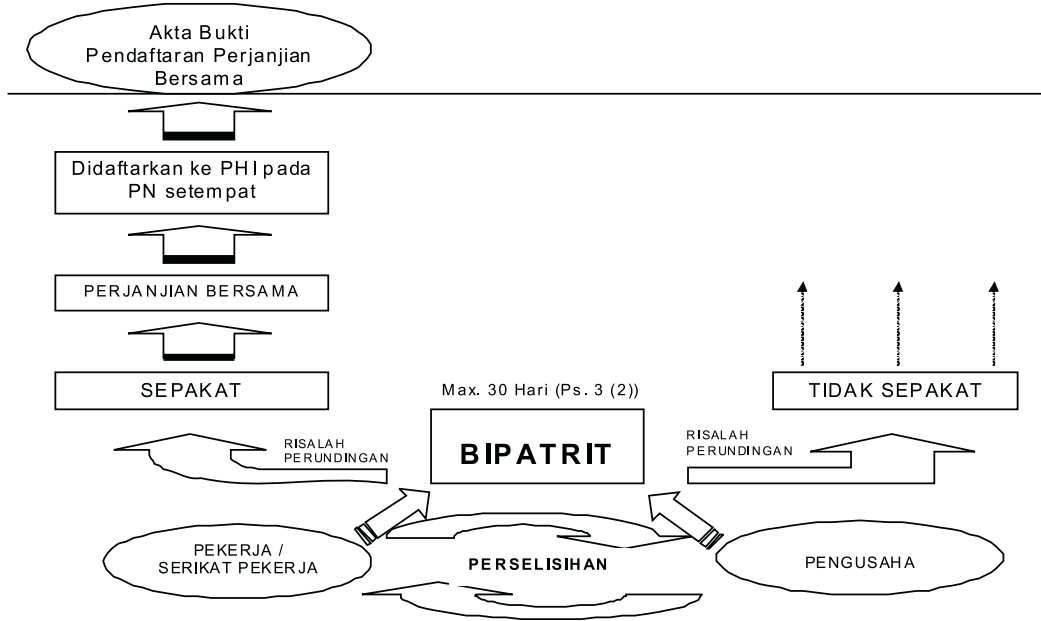 Akta Bukti
Pendaftaran Perjanjian
Bersama
Didaftarkan ke PHI pada
PN setempat
PERJANJIAN BERSAMA
SEPAKAT
Max. 30 Hari (Ps. 3 (2))
TIDAK SEPAKAT
RISALAH
PERUNDINGAN
BIPATRIT
RISALAH
PERUNDINGAN
PEKERJA /
SERIKAT PEKERJA
PERSELISIHAN
PENGUSAHA